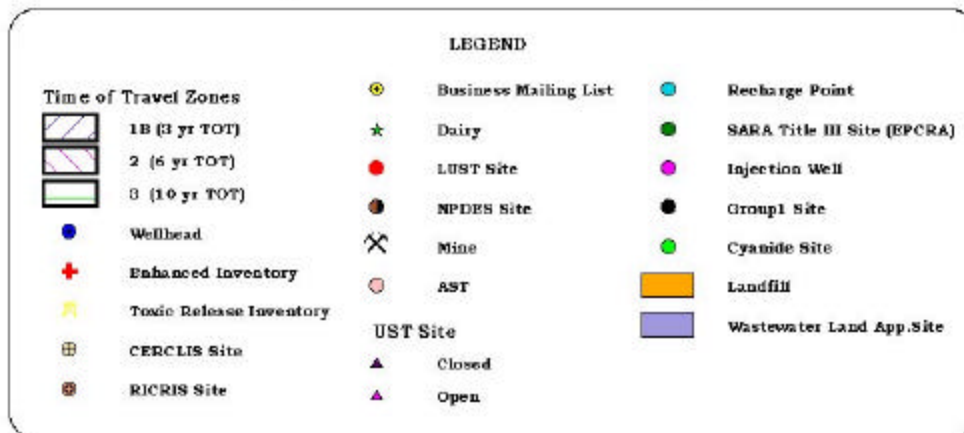 LEGEND
Time of Travel Zones
1B (3 yr TOT)
2 (6 yr TOT)
3 (10 yr TOT)
Wellhead
Enhanced Inventory
Toxic Release Inventory
CERCLIS Site
RICRIS Site
Business Mailing List
Dairy
LUST Site
NPDES Site
Mine
AST
UST Site
Closed
Open
Recharge Point
SARA Title III Site (EPCRA)
Injection Well
Group1 Site
Cyanide Site
Landfill
Wastewater Land App.Site